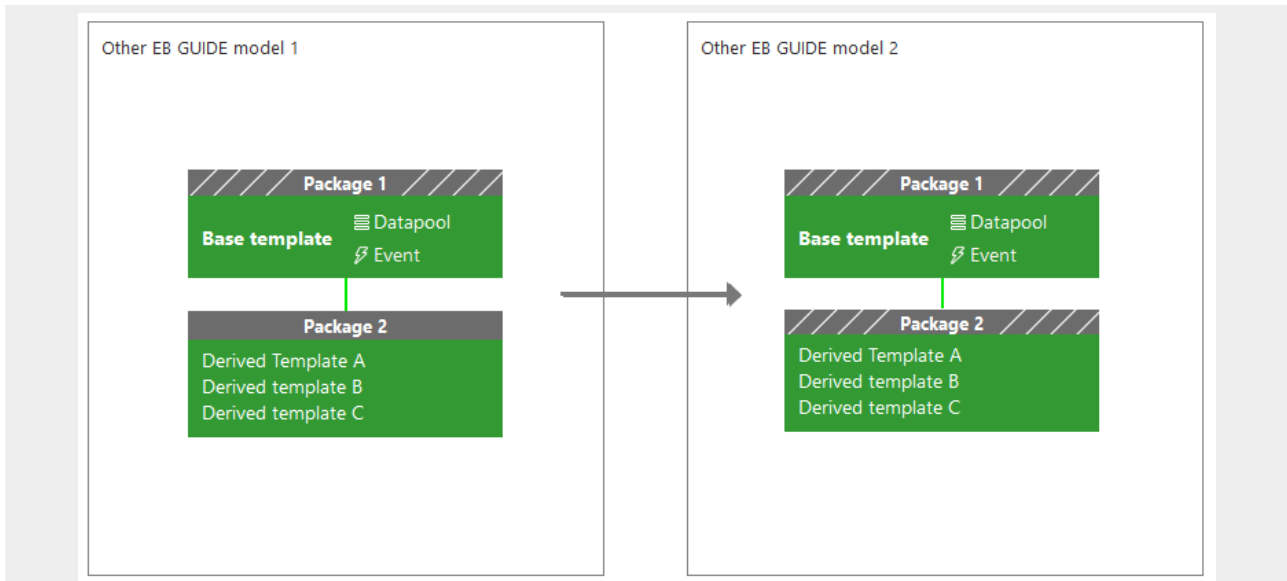 Other EB GUIDE model 1
Package 1
Base template
Datapool
Event
Package 2
Derived Template A
Derived template B
Derived template C
Other EB GUIDE model 2
Package 1
Base template
Datapool
Event
Package 2
Derived Template A
Derived template B
Derived template C